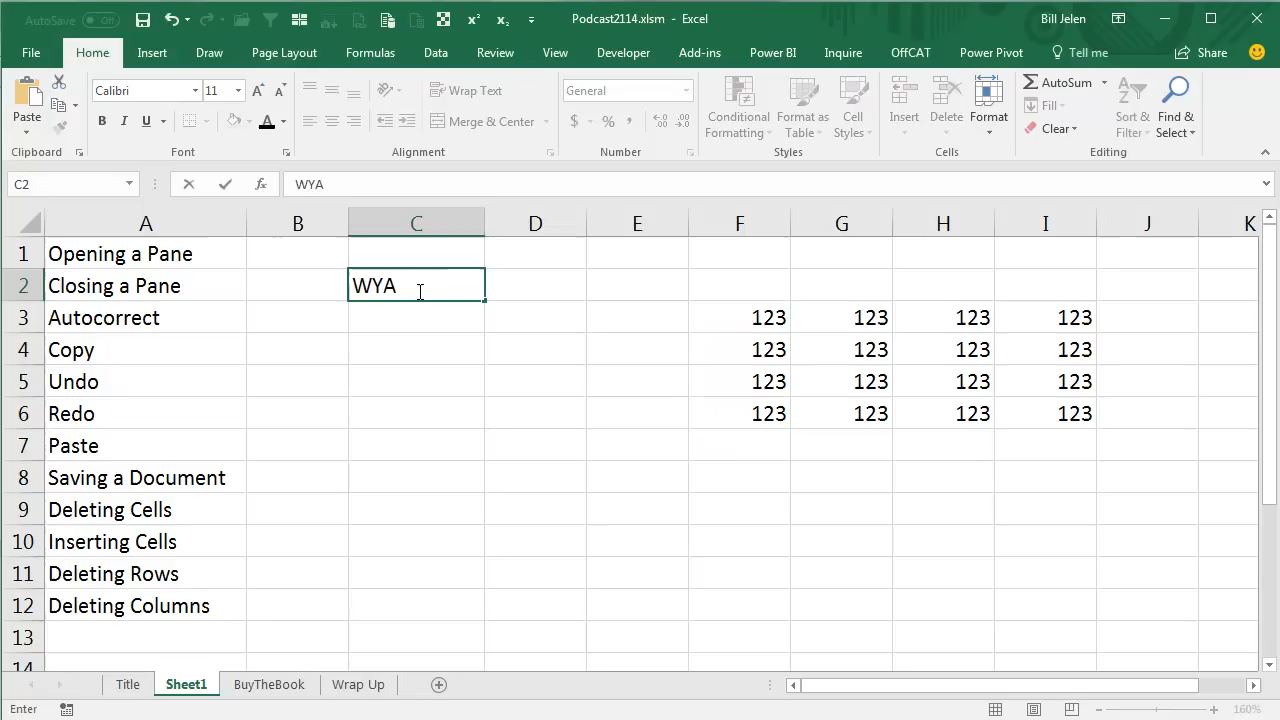 AutoSave Off Podcast2114.xlsm - Excel Bill Jelen
File Home Insert Draw Page Layout Formulas Data Review View Developer Add-ins Power BI Inquire OffCAT Power Pivot Tell me Share
Paste Calibri 11 Wrap Text General Conditional Formatting Format as Table Cell Styles Insert Delete Format AutoSum Sort & Filter Find & Select
B I U Merge & Center $ % Fill
Clear
Clipboard Font Alignment Number Styles Cells Editing
C2 fx WYA
A B C D E F G H I J K
1 Opening a Pane
2 Closing a Pane WYA
3 Autocorrect 123 123 123 123
4 Copy 123 123 123 123
5 Undo 123 123 123 123
6 Redo 123 123 123 123
7 Paste
8 Saving a Document
9 Deleting Cells
10 Inserting Cells
11 Deleting Rows
12 Deleting Columns
13
14
Title Sheet1 BuyTheBook Wrap Up
Enter 160%